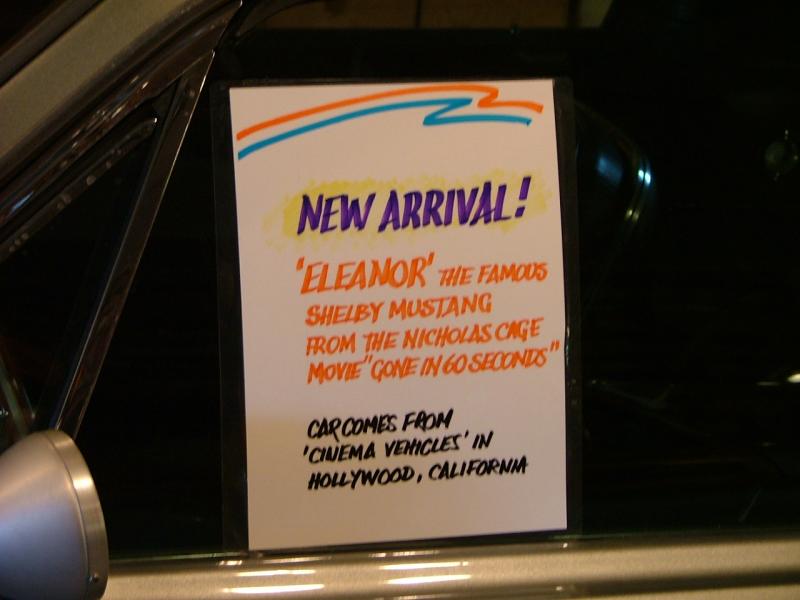 NEW ARRIVAL!
'ELEANOR' THE FAMOUS
SHELBY MUSTANG
FROM THE NICHOLAS CAGE
MOVIE "GONE IN 60 SECONDS"
CAR COMES FROM
'CINEMA VEHICLES' IN
HOLLYWOOD, CALIFORNIA